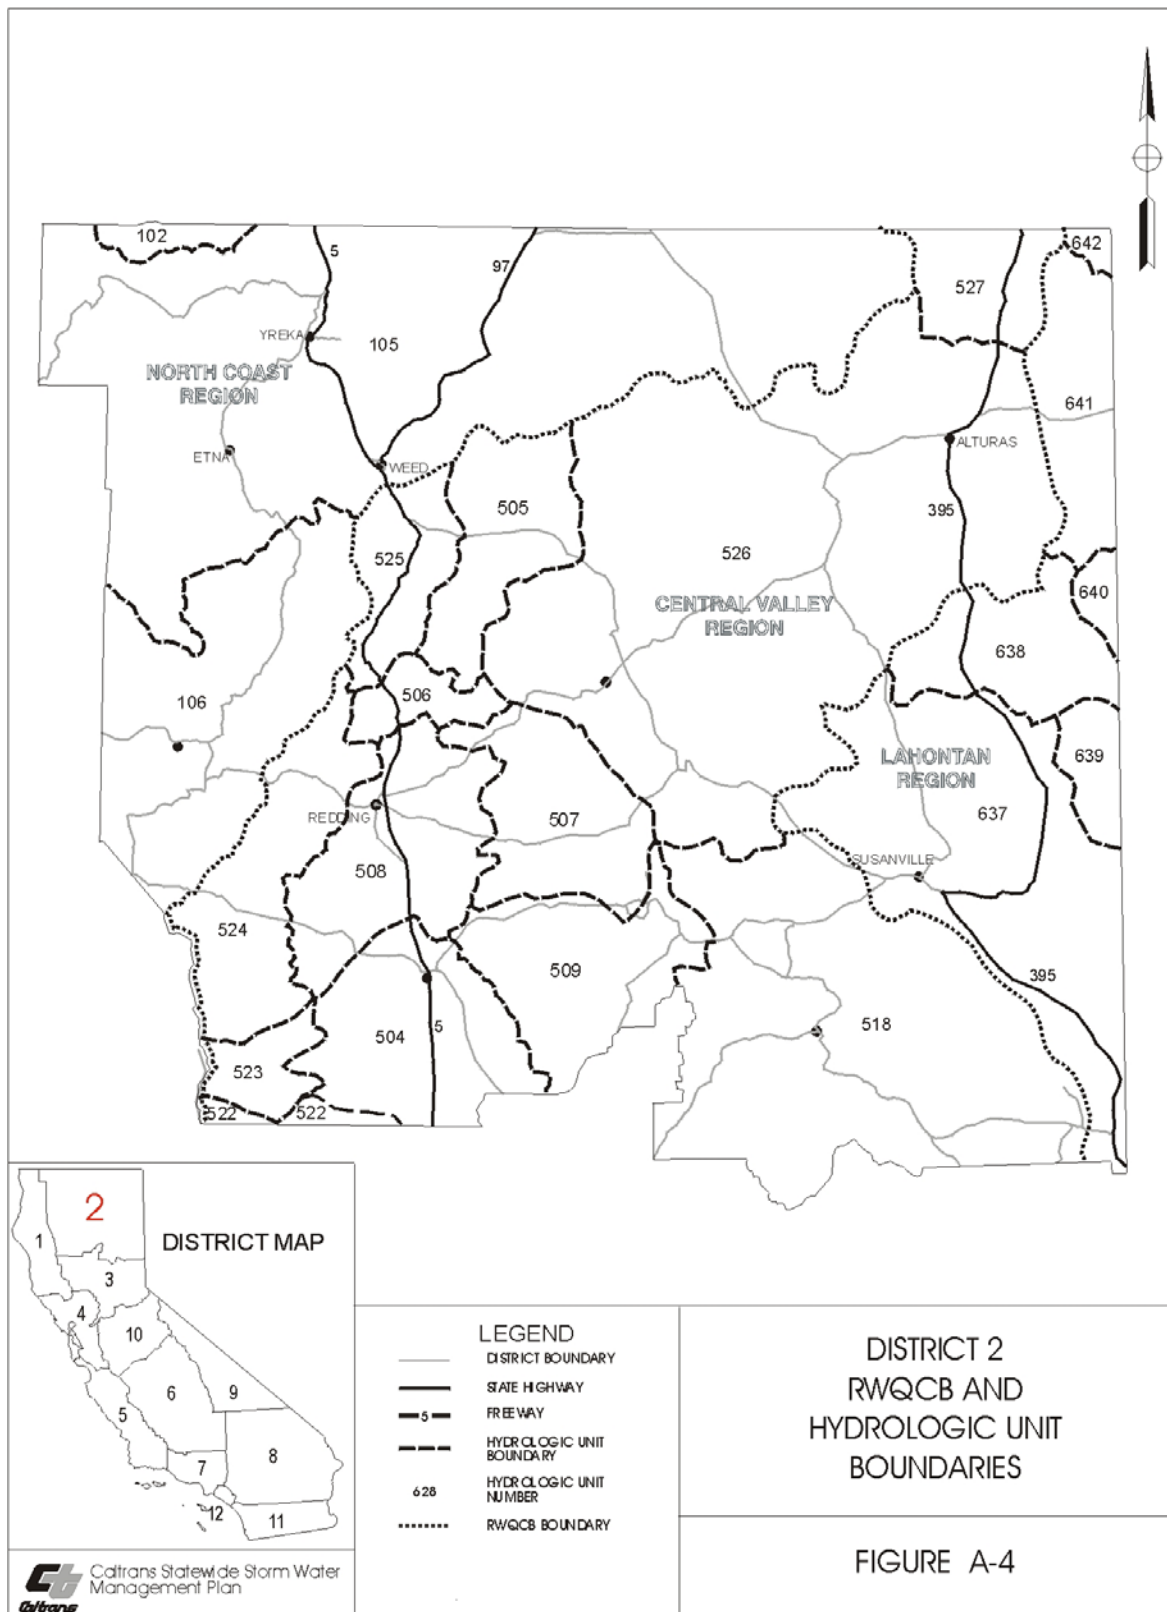 102
5
97
527
642
YREKA
105
NORTH COAST
REGION
641
ETNA
WEED
ALTURAS
505
395
525
526
640
CENTRAL VALLEY
REGION
638
106
506
LAHONTAN
REGION
639
REDDING
507
637
508
SUSANVILLE
524
509
395
504
5
518
523
522
522
2
1
DISTRICT MAP
3
4
10
6
9
5
8
7
12
11
LEGEND
DISTRICT BOUNDARY
STATE HIGHWAY
5
FREEWAY
HYDROLOGIC UNIT
BOUNDARY
628
HYDROLOGIC UNIT
NUMBER
RWQCB BOUNDARY
DISTRICT 2
RWQCB AND
HYDROLOGIC UNIT
BOUNDARIES
FIGURE A-4
Caltrans Statewide Storm Water
Management Plan
Caltrans